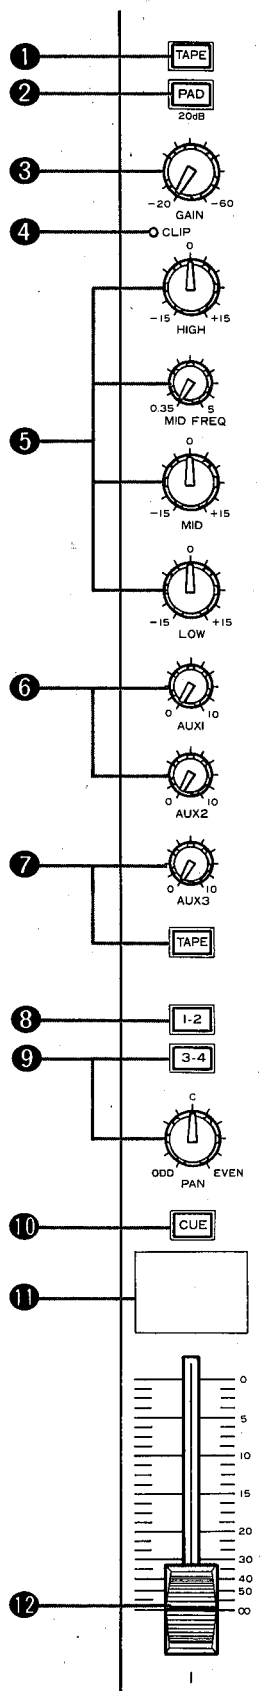 1 TAPE
2 PAD
20dB
3
-20 -60
GAIN
4 CLIP
0
-15 +15
HIGH
0.35 5
MID FREQ
5
0
-15 +15
MID
0
-15 +15
LOW
6
0 10
AUX1
0 10
AUX2
7
0 10
AUX3
TAPE
8 1-2
9 3-4
C
ODD EVEN
PAN
10 CUE
11
0
5
10
15
20
30
40
50
12 ∞
1